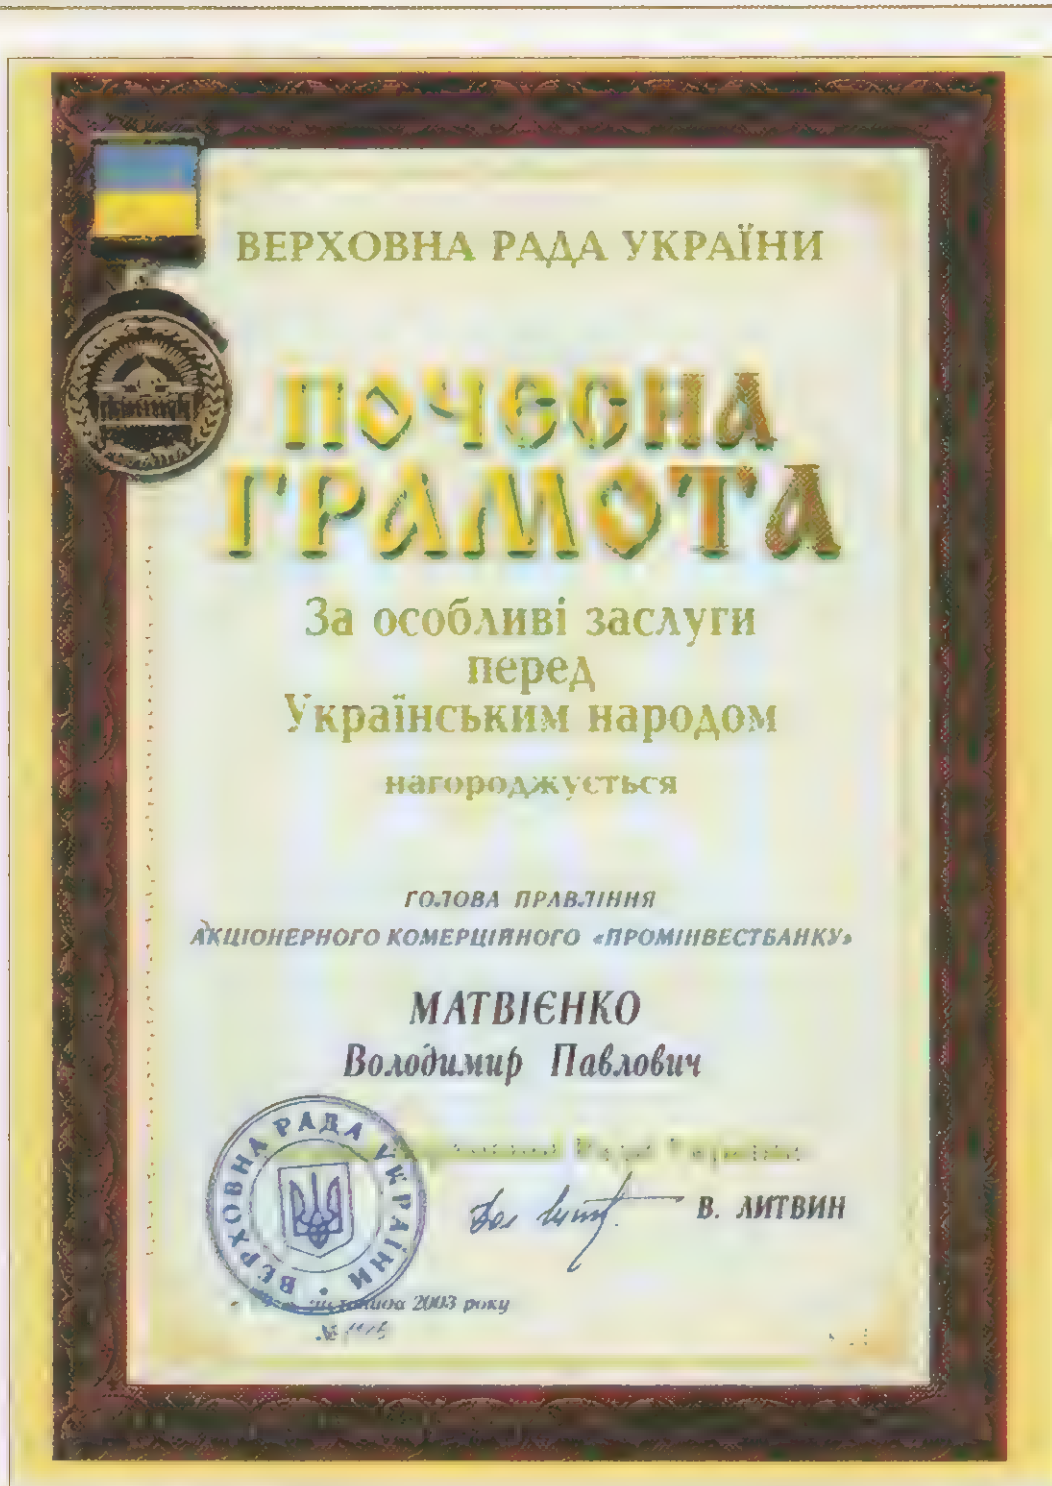 ВЕРХОВНА РАДА УКРАЇНИ
ПОЧЕСНА
ГРАМОТА
За особливі заслуги
перед
Українським народом
нагороджується
ГОЛОВА ПРАВЛІННЯ
АКЦІОНЕРНОГО КОМЕРЦІЙНОГО «ПРОМІНВЕСТБАНКУ»
МАТВІЄНКО
Володимир Павлович
ВЕРХОВНА РАДА УКРАЇНИ
В. ЛИТВИН
2003 року